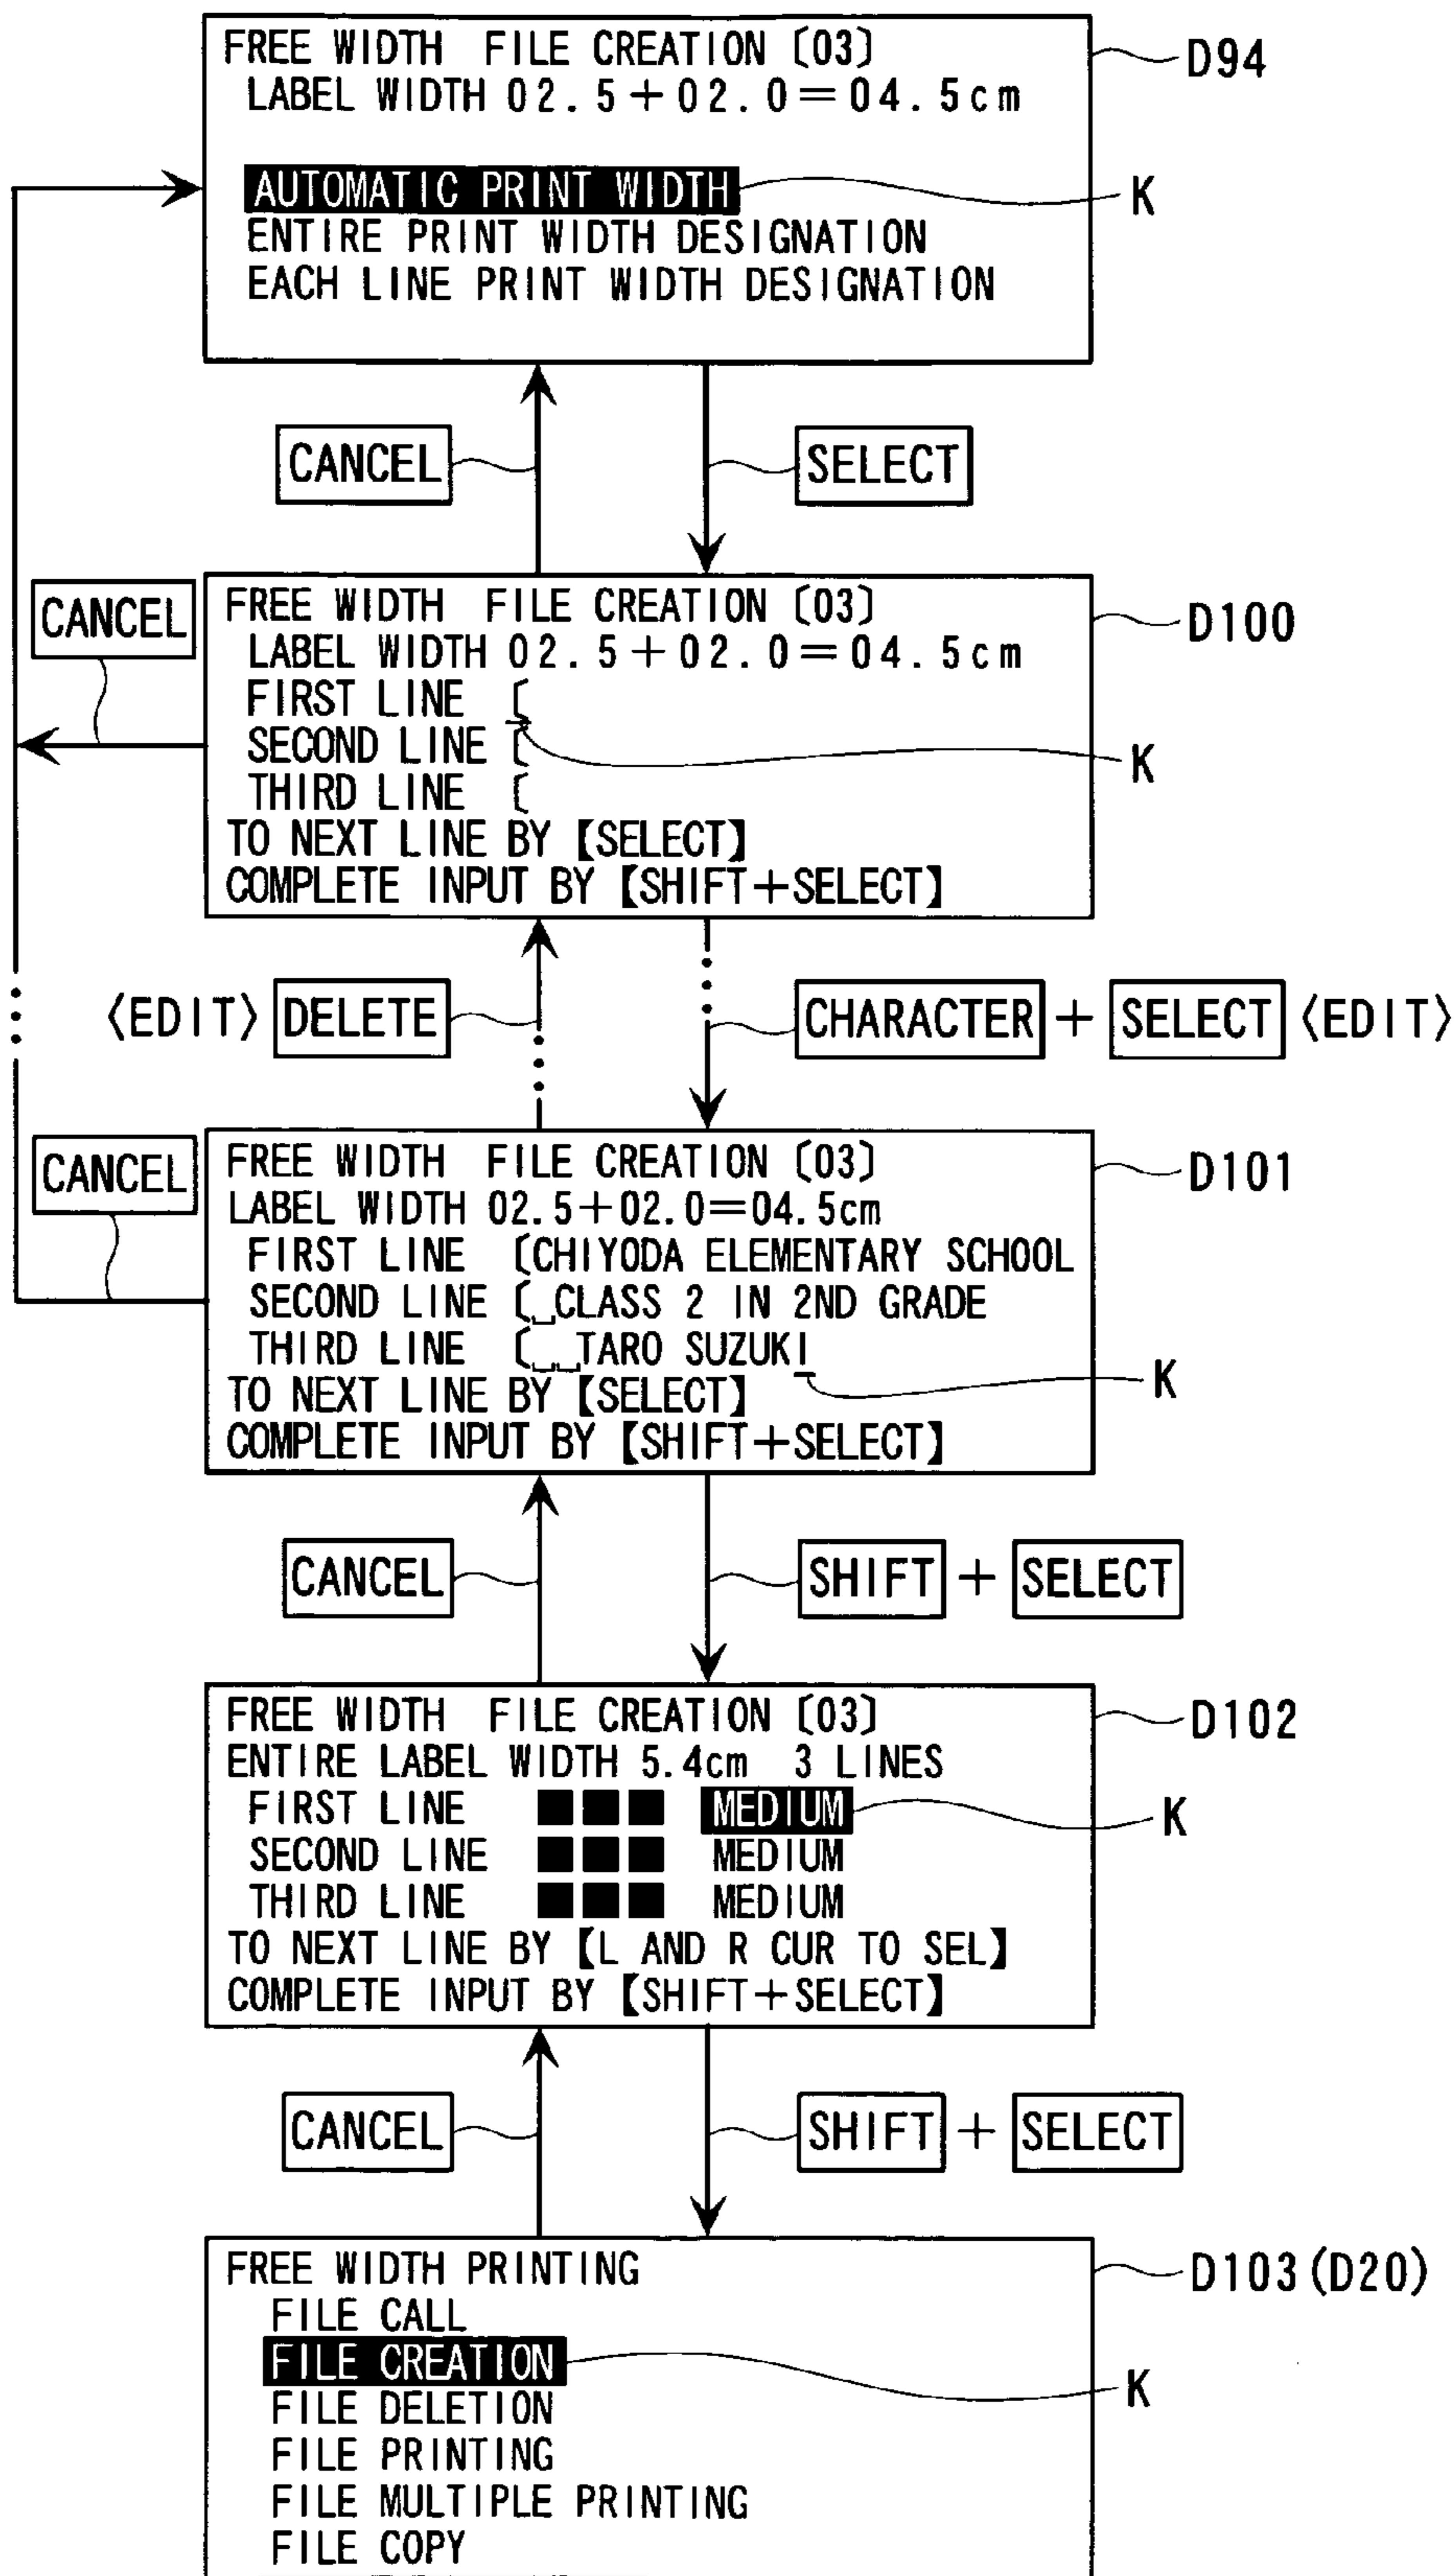 FREE WIDTH FILE CREATION 〔03〕
LABEL WIDTH 02.5+02.0=04.5cm
AUTOMATIC PRINT WIDTH
ENTIRE PRINT WIDTH DESIGNATION
EACH LINE PRINT WIDTH DESIGNATION
D94
K
CANCEL
SELECT
CANCEL
FREE WIDTH FILE CREATION 〔03〕
LABEL WIDTH 02.5+02.0=04.5cm
FIRST LINE 〔
SECOND LINE 〔
THIRD LINE 〔
TO NEXT LINE BY 【SELECT】
COMPLETE INPUT BY 【SHIFT+SELECT】
D100
K
〈EDIT〉 DELETE
CHARACTER + SELECT 〈EDIT〉
CANCEL
FREE WIDTH FILE CREATION 〔03〕
LABEL WIDTH 02.5+02.0=04.5cm
FIRST LINE 〔CHIYODA ELEMENTARY SCHOOL
SECOND LINE 〔␣CLASS 2 IN 2ND GRADE
THIRD LINE 〔␣␣TARO SUZUKI
TO NEXT LINE BY 【SELECT】
COMPLETE INPUT BY 【SHIFT+SELECT】
D101
K
CANCEL
SHIFT + SELECT
FREE WIDTH FILE CREATION 〔03〕
ENTIRE LABEL WIDTH 5.4cm 3 LINES
FIRST LINE ■■■ MEDIUM
SECOND LINE ■■■ MEDIUM
THIRD LINE ■■■ MEDIUM
TO NEXT LINE BY 【L AND R CUR TO SEL】
COMPLETE INPUT BY 【SHIFT+SELECT】
D102
K
CANCEL
SHIFT + SELECT
FREE WIDTH PRINTING
FILE CALL
FILE CREATION
FILE DELETION
FILE PRINTING
FILE MULTIPLE PRINTING
FILE COPY
D103(D20)
K